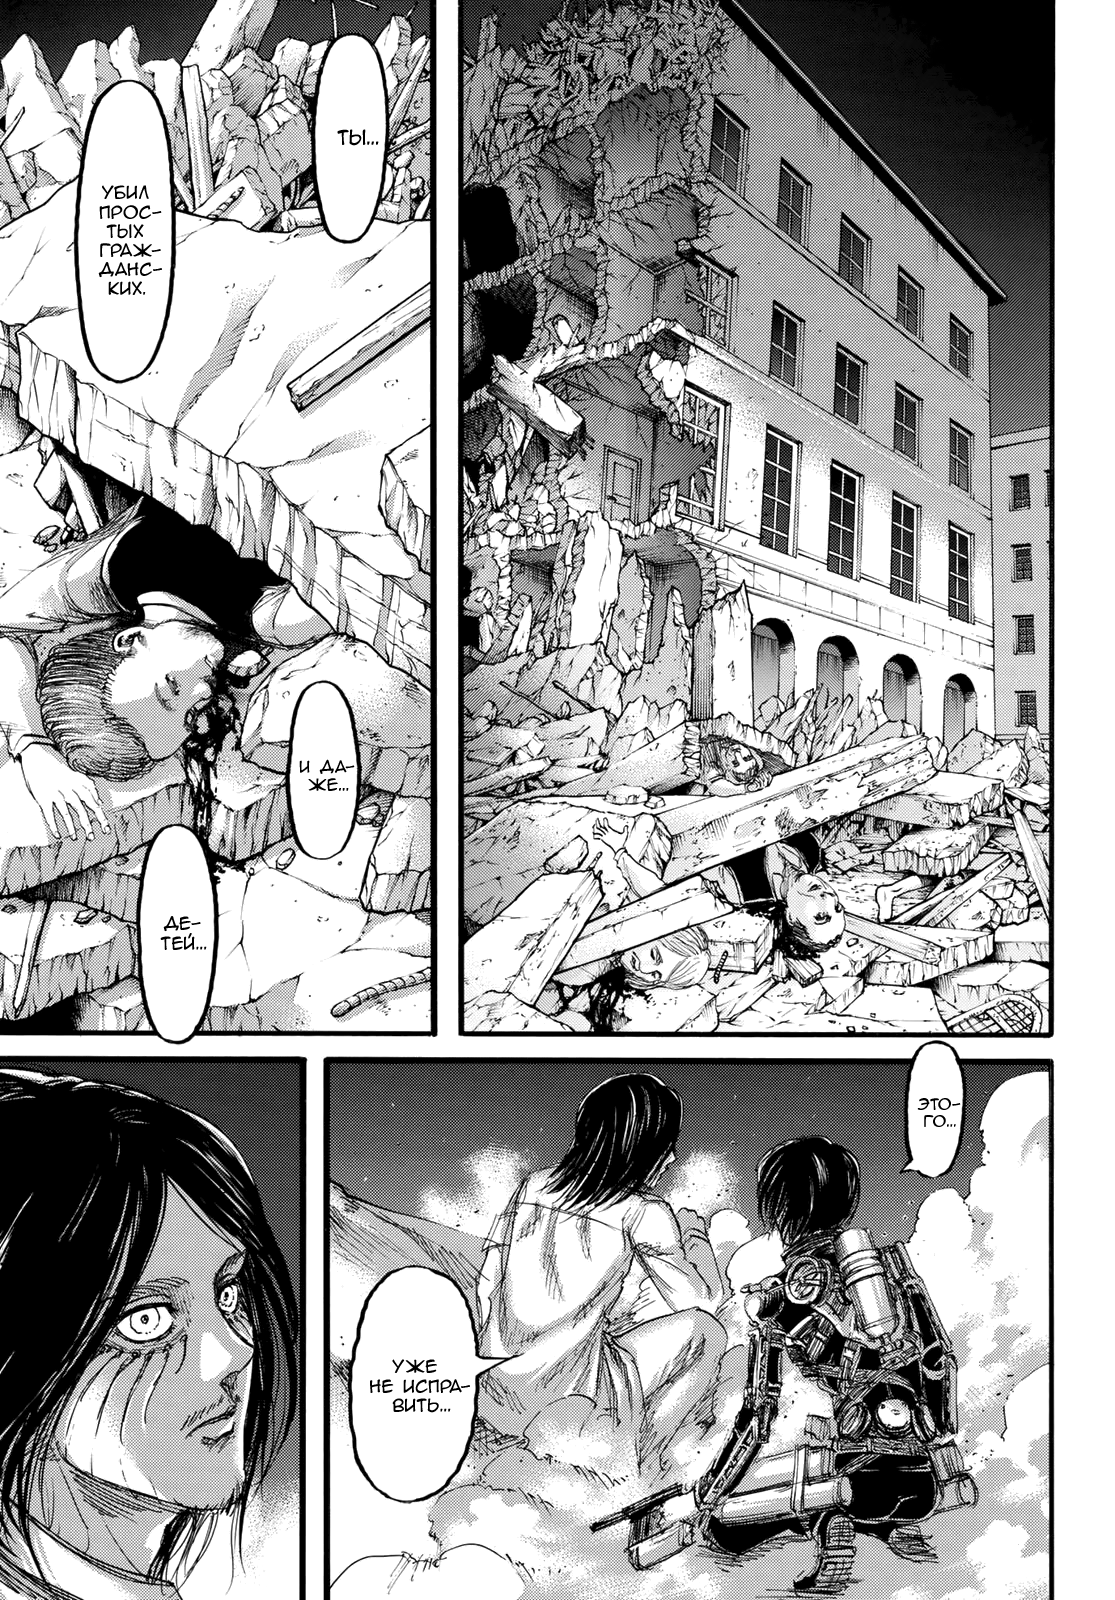 ТЫ...
УБИЛ
ПРОС-
ТЫХ
ГРАЖ-
ДАНС-
КИХ.
И ДА-
ЖЕ...
ДЕ-
ТЕЙ...
ЭТО-
ГО...
УЖЕ
НЕ ИСПРА-
ВИТЬ...